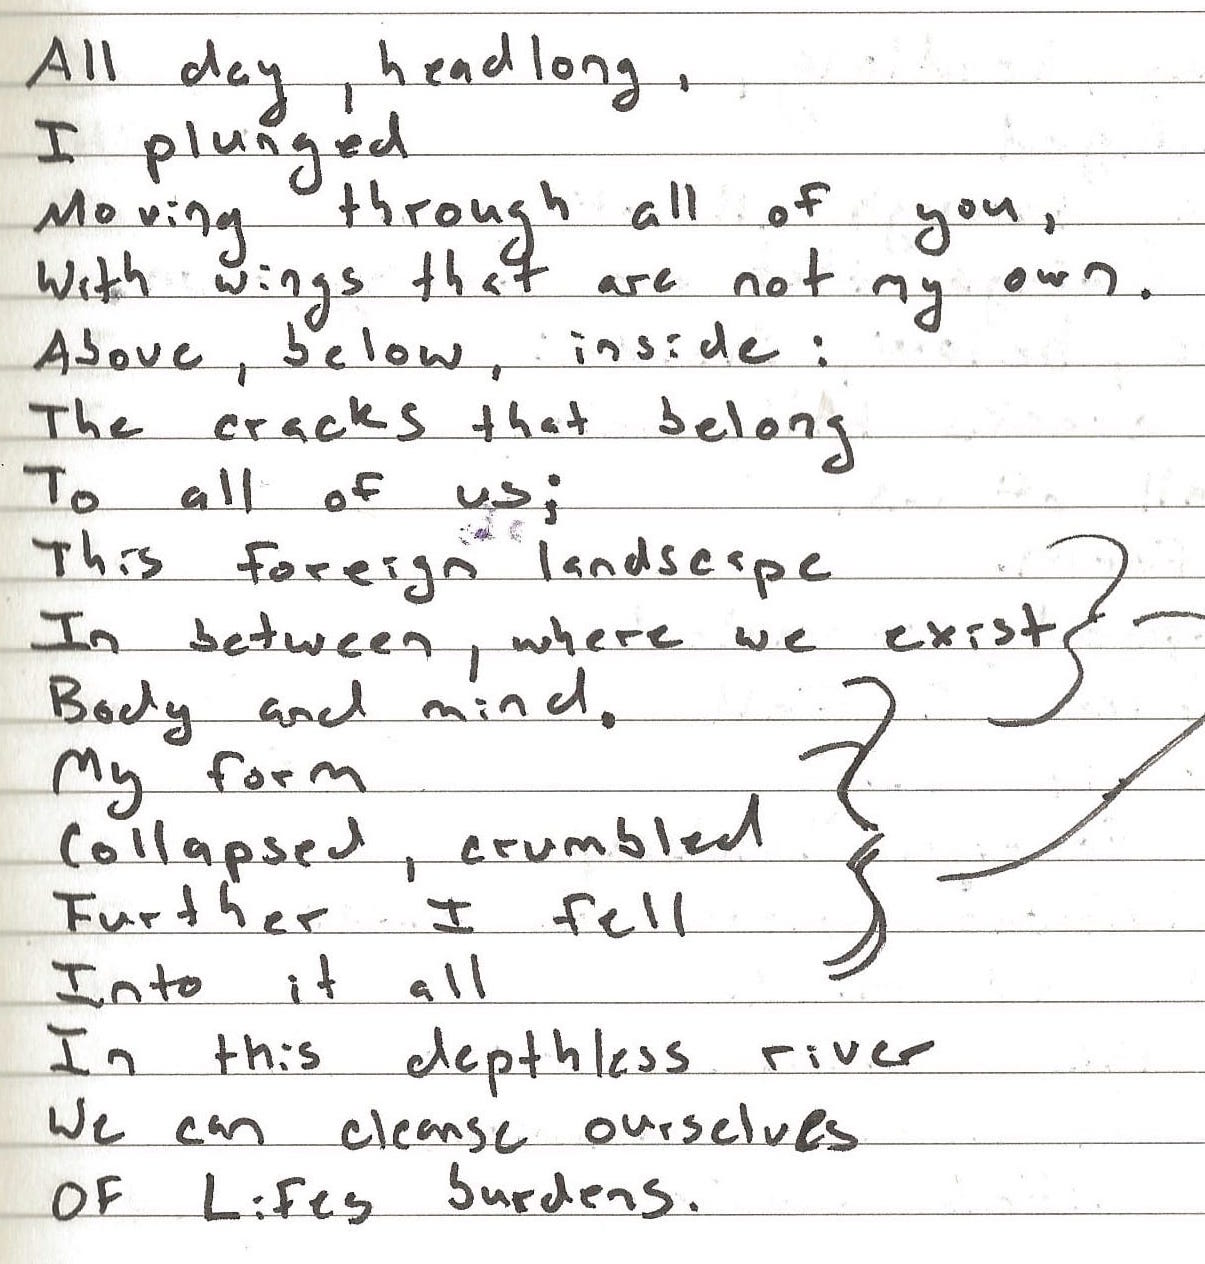 All day, headlong,
I plunged
Moving through all of you,
With wings that are not my own.
Above, below, inside:
The cracks that belong
To all of us;
This foreign landscape
In between, where we exist
Body and mind.
My form
Collapsed, crumbled
Further I fell
Into it all
In this depthless river
We can cleanse ourselves
Of Lifes burdens.